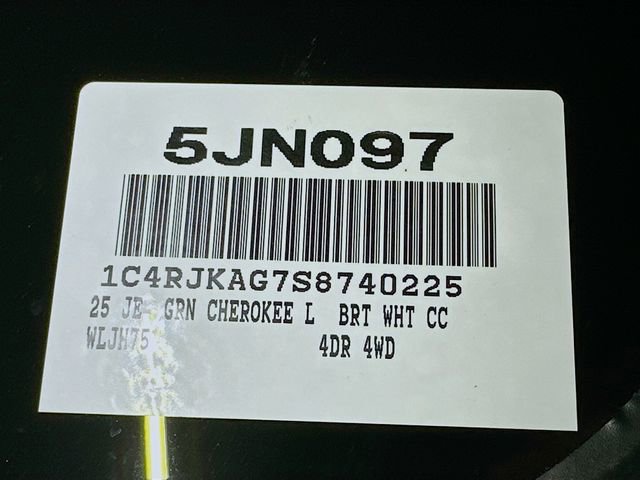 5JN097
1C4RJKAG7S8740225
25 JE GRN CHEROKEE L BRT WHT CC
WLJH75 4DR 4WD